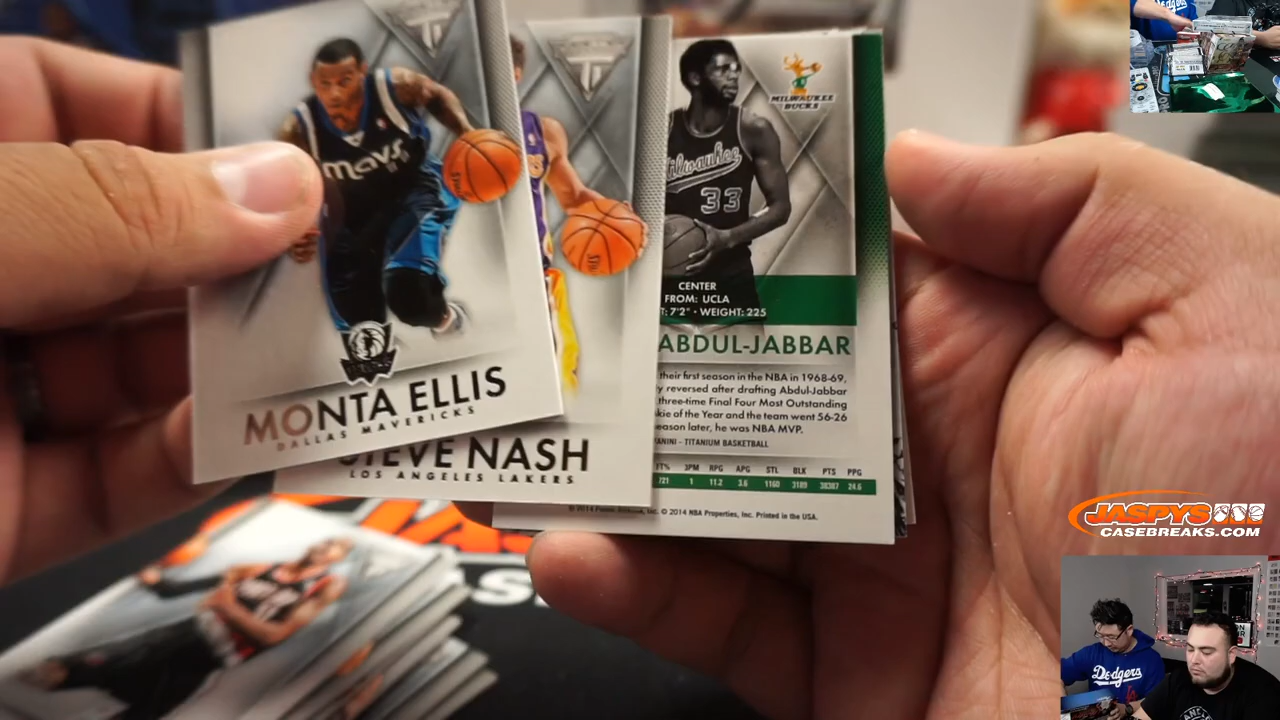 mavs
MONTA ELLIS
DALLAS MAVERICKS
STEVE NASH
LOS ANGELES LAKERS
MILWAUKEE
BUCKS
Milwaukee
33
CENTER
FROM: UCLA
7'2" • WEIGHT: 225
ABDUL-JABBAR
their first season in the NBA in 1968-69,
reversed after drafting Abdul-Jabbar
three-time Final Four Most Outstanding
of the Year and the team went 56-26
season later, he was NBA MVP.
PANINI – TITANIUM BASKETBALL
FT% 3PM RPG APG STL BLK PTS PPG
721 1 11.2 3.6 1160 3189 38387 24.6
© 2014 NBA Properties, Inc. Printed in the USA.
JASPYS
CASEBREAKS.COM
Dodgers
Dodgers